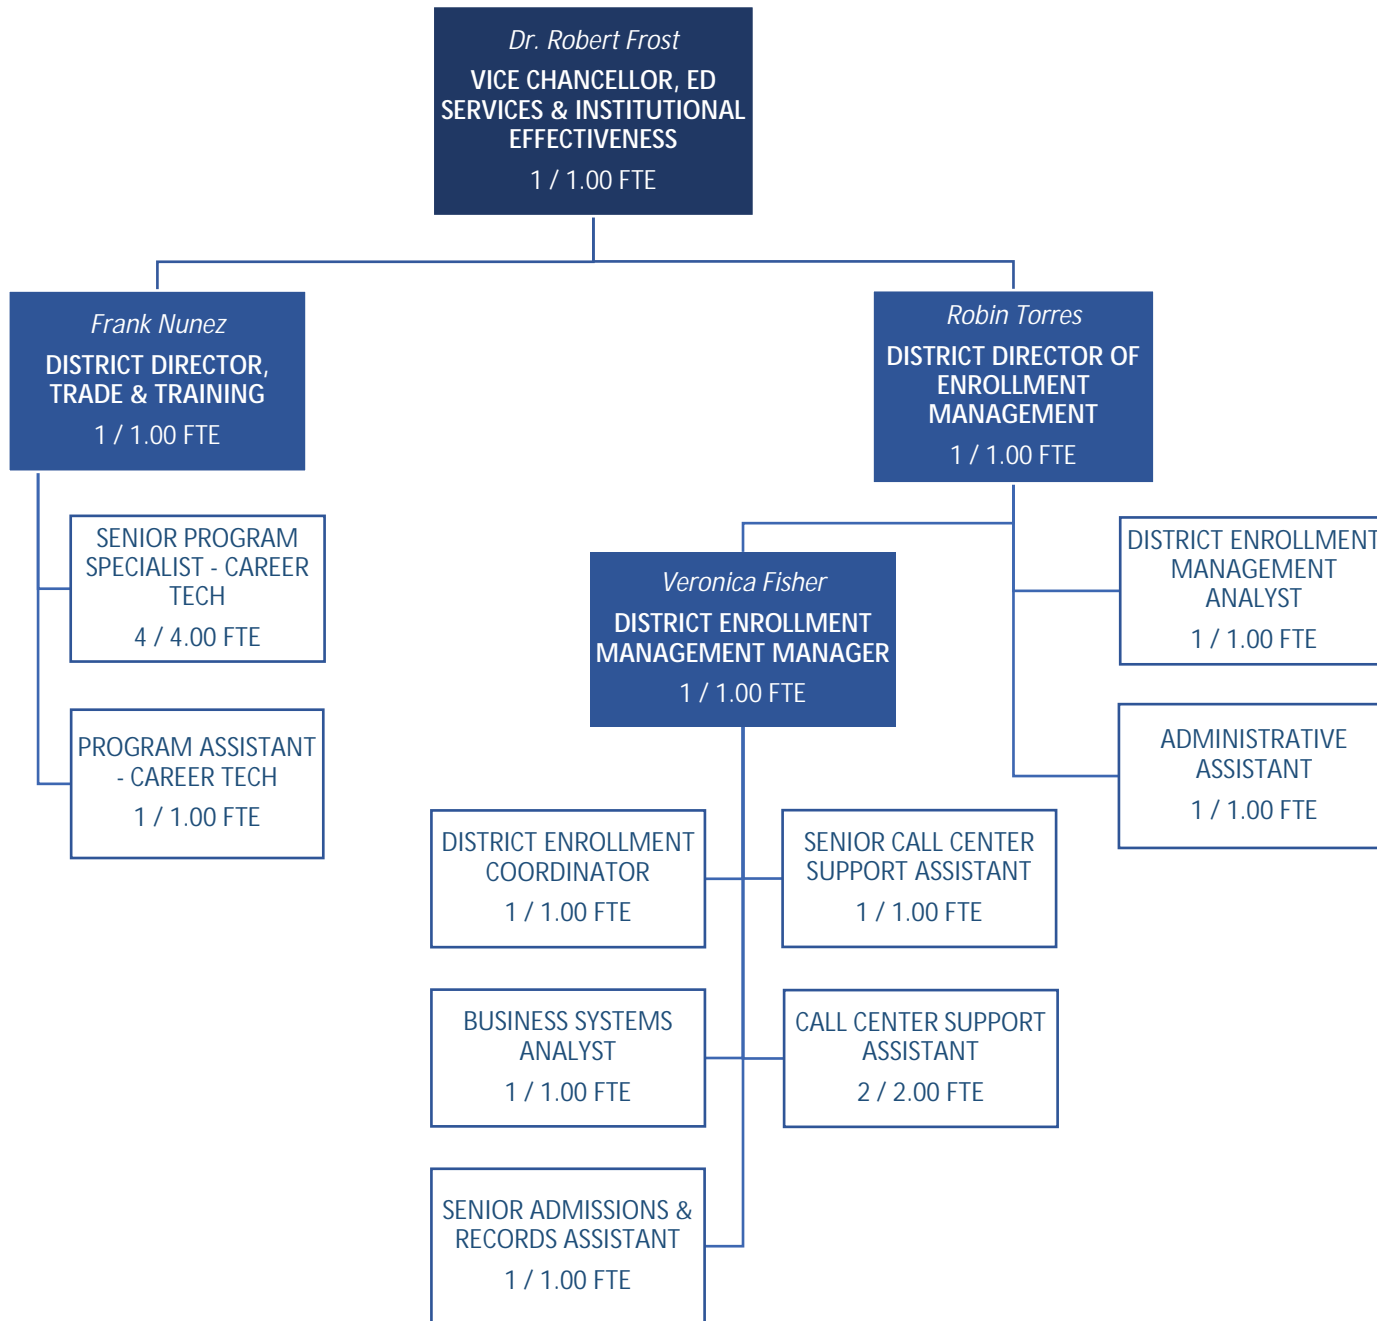 Dr. Robert Frost
VICE CHANCELLOR, ED
SERVICES & INSTITUTIONAL
EFFECTIVENESS
1 / 1.00 FTE
Frank Nunez
DISTRICT DIRECTOR,
TRADE & TRAINING
1 / 1.00 FTE
Robin Torres
DISTRICT DIRECTOR OF
ENROLLMENT
MANAGEMENT
1 / 1.00 FTE
SENIOR PROGRAM
SPECIALIST - CAREER
TECH
4 / 4.00 FTE
PROGRAM ASSISTANT
- CAREER TECH
1 / 1.00 FTE
Veronica Fisher
DISTRICT ENROLLMENT
MANAGEMENT MANAGER
1 / 1.00 FTE
DISTRICT ENROLLMENT
MANAGEMENT
ANALYST
1 / 1.00 FTE
ADMINISTRATIVE
ASSISTANT
1 / 1.00 FTE
DISTRICT ENROLLMENT
COORDINATOR
1 / 1.00 FTE
SENIOR CALL CENTER
SUPPORT ASSISTANT
1 / 1.00 FTE
BUSINESS SYSTEMS
ANALYST
1 / 1.00 FTE
CALL CENTER SUPPORT
ASSISTANT
2 / 2.00 FTE
SENIOR ADMISSIONS &
RECORDS ASSISTANT
1 / 1.00 FTE